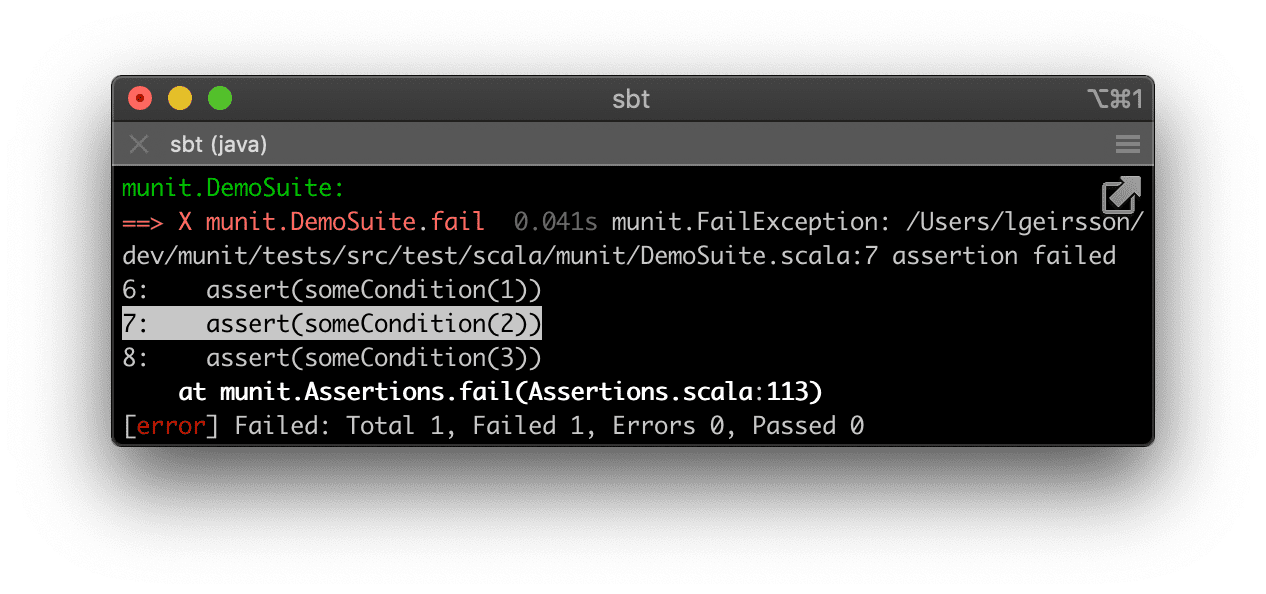 sbt
⌥⌘1
sbt (java)
munit.DemoSuite:
==> X munit.DemoSuite.fail  0.041s munit.FailException: /Users/lgeirsson/
dev/munit/tests/src/test/scala/munit/DemoSuite.scala:7 assertion failed
6:    assert(someCondition(1))
7:    assert(someCondition(2))
8:    assert(someCondition(3))
    at munit.Assertions.fail(Assertions.scala:113)
[error] Failed: Total 1, Failed 1, Errors 0, Passed 0